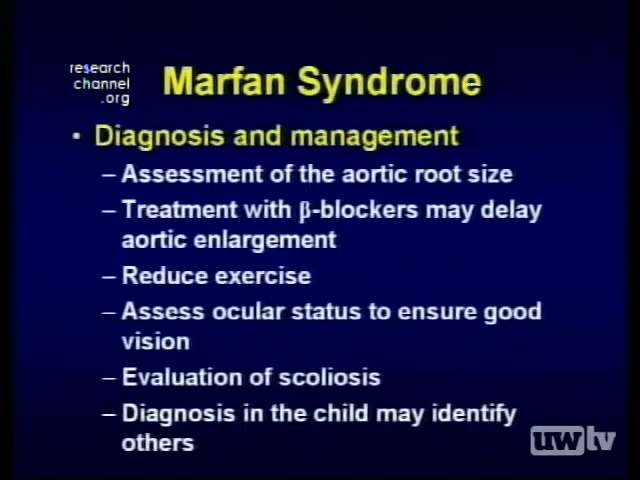 research
channel
.org
Marfan Syndrome
• Diagnosis and management
– Assessment of the aortic root size
– Treatment with β-blockers may delay
aortic enlargement
– Reduce exercise
– Assess ocular status to ensure good
vision
– Evaluation of scoliosis
– Diagnosis in the child may identify
others
uwtv